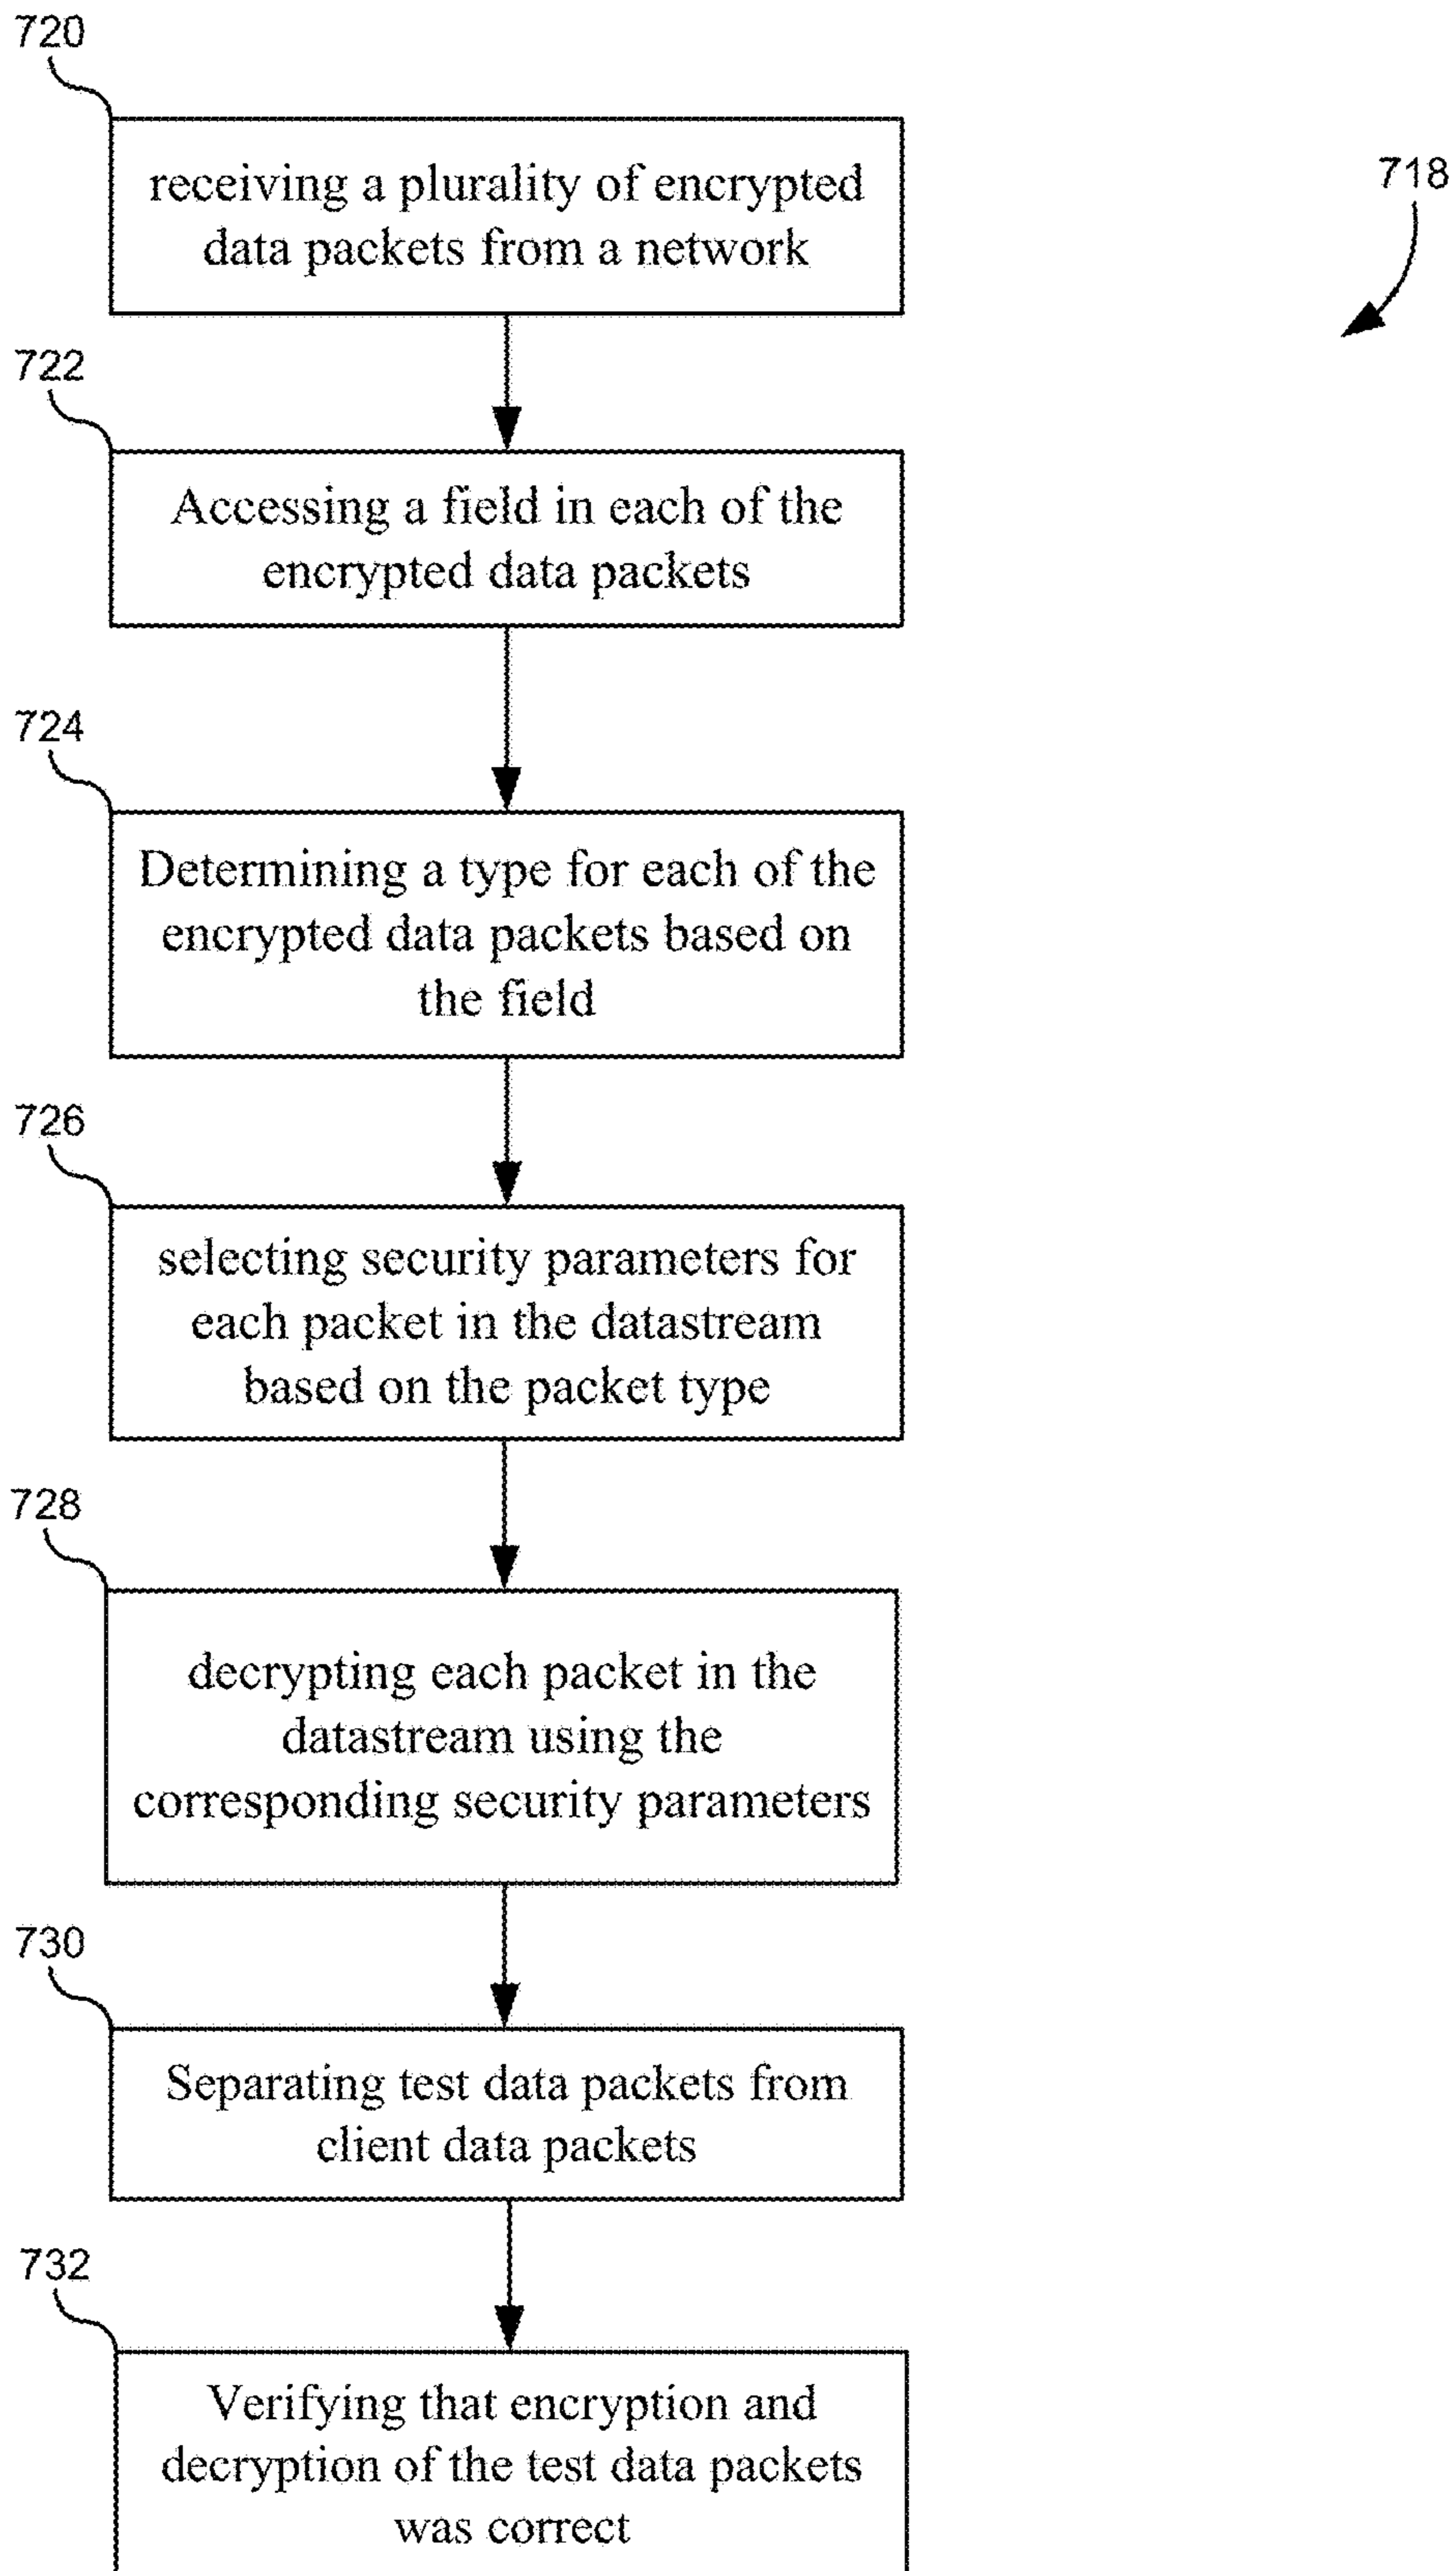 720
receiving a plurality of encrypted
data packets from a network
718
722
Accessing a field in each of the
encrypted data packets
724
Determining a type for each of the
encrypted data packets based on
the field
726
selecting security parameters for
each packet in the datastream
based on the packet type
728
decrypting each packet in the
datastream using the
corresponding security parameters
730
Separating test data packets from
client data packets
732
Verifying that encryption and
decryption of the test data packets
was correct